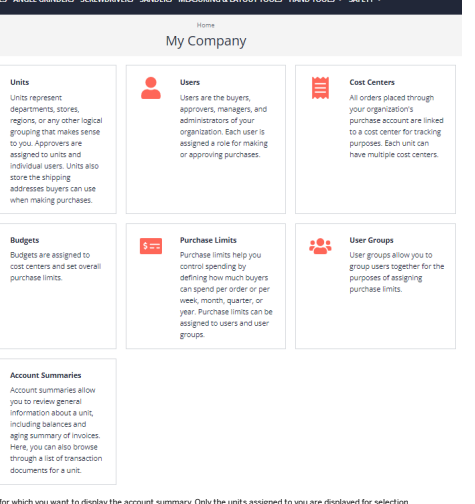 ANGLE GRINDERS SCREWDRIVERS SANDERS MEASURING & LAYOUT TOOLS HAND TOOLS SAFETY
Home
My Company
Units
Units represent
departments, stores,
regions, or any other logical
grouping that makes sense
to you. Approvers are
assigned to units and
individual users. Units also
store the shipping
addresses buyers can use
when making purchases.
Users
Users are the buyers,
approvers, managers, and
administrators of your
organization. Each user is
assigned a role for making
or approving purchases.
Cost Centers
All orders placed through
your organization's
purchase account are linked
to a cost center for tracking
purposes. Each unit can
have multiple cost centers.
Budgets
Budgets are assigned to
cost centers and set overall
purchase limits.
Purchase Limits
Purchase limits help you
control spending by
defining how much buyers
can spend per order or per
week, month, quarter, or
year. Purchase limits can be
assigned to users and user
groups.
User Groups
User groups allow you to
group users together for the
purposes of assigning
purchase limits.
Account Summaries
Account summaries allow
you to review general
information about a unit,
including balances and
aging summary of invoices.
Here, you can also browse
through a list of transaction
documents for a unit.
for which you want to display the account summary. Only the units assigned to you are displayed for selection